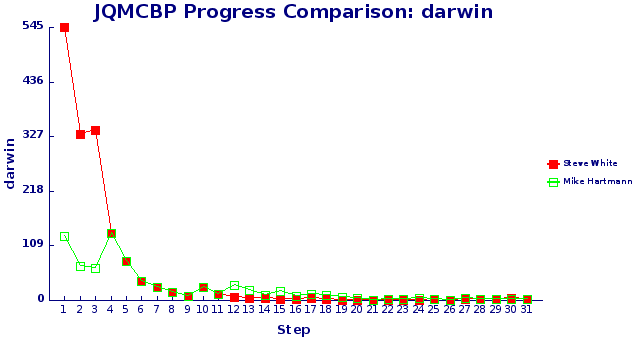 JQMCBP Progress Comparison: darwin
545
436
327
218
109
0
darwin
1 2 3 4 5 6 7 8 9 10 11 12 13 14 15 16 17 18 19 20 21 22 23 24 25 26 27 28 29 30 31
Step
Steve White
Mike Hartmann